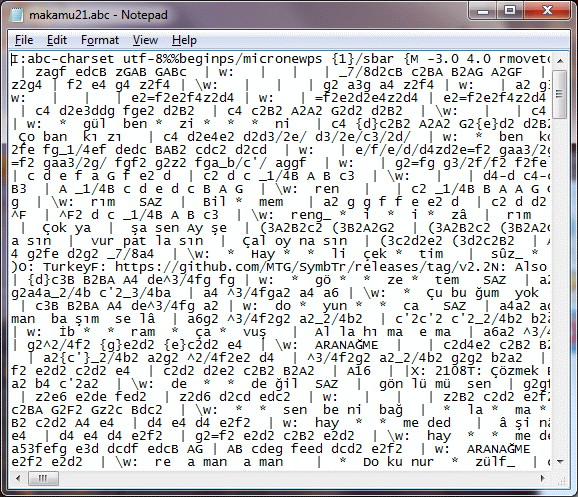 makamu21.abc - Notepad
File Edit Format View Help
I:abc-charset utf-8%%beginps/micronewps {1}/sbar {M -3.0 4.0 rmoveto
| zagf edcB zGAB GABc | w: | | | _7/8d2cB c2BA B2AG A2GF |
z2g4 | f2 e4 g4 z2f4 | \w: | | | g2 a3g a4 z2f4 | w: | a2 g3
w: | | | e2=f2e2f4z2d4 | w: | =f2e2d2e4z2d4 | e2=f2e2f4z2
| c4 d2e3ddg fge2 d2B2 | c4 c2B2 A2A2 G2d2 d2B2 | \w: | | c4
| \w: * gül ben * zi * * * ni | c4 {d}c2B2 A2A2 G2{e}d2 d2B
Ço bank t zı | c4 d2e4e2 d2d3/2e/ d3/2e/c3/2d/ | w: * ben ko
2fe fg_1/4ef dedc BAB2 cdc2 d2cd | w: | e/f/e/d/d4zd2e=f2 gaa3/2
=f2 gaa3/2g/ fgf2 g2zz fga_b/c'/ aggf | w: | g2=fg g3/2f/f2 f2fe
| c d e f a G f e2 d | c2 d c _1/4B A B c3 | \w: | | d4-d c4-
B3 | A _1/4B c d e d c B A G | \w: ren | | c2 _1/4B B A A G
g | \w: rım SAZ | Bil * mem | a2 g g f f e e2 d | c2 d d2
^F | ^F2 d c _1/4B A B c3 | \w: reng_ * i * i * zâ | rım
| Çok ya | şa sen Ay şe | (3A2B2c2 (3B2A2G2 | (3A2B2c2 (3B2A2G
a sın | vur pat la sın | Çal oy na sın | (3c2d2e2 (3d2c2B2 | A
4 g2fe d2g2 _7/8a4 | \w: * Hay * * li çek * tim | sûz_ *
)O: TurkeyF: https://github.com/MTG/SymbTr/releases/tag/v2.2N: Also
| {d}c3B B2BA A4 de^3/4fg fg | w: * gö * * ze * tem SAZ | a2
g2a4a_2/4b c'2_3/4ba | a4 ^3/4fga2 a4 a6 | \w: * Çu bu ğum yok
| c3B B2BA A4 de^3/4fg a2 | w: do * yun * * ca SAZ | a4a2 ag
man ba şım se lâ | a6g2 ^3/4f2g2 a2_2/4b2 | c'2c'2 c'2_2/4b2 b2
| w: İb * * ram * ça * vuş | Al la hı ma e ma | a6a2 ^3/4
| g2^2/4f2 {g}e2d2 {e}c2d2 e4 | \w: ARANAĞME | | c2d4e2 c2B2 B
| a2{c'}_2/4b2 a2g2 ^2/4f2e2 d4 | ^3/4f2g2 a2_2/4b2 g2g2 b2a2 |
f2 e2d2 c2d2 e4 | c2d2 d2e2 c2B2 B2A2 | A16 | |X: 2108T: Çözmek E
a2 b4 c'2a2 | \w: de * * de ğil SAZ | gön lü mü sen | g2gf
| z2e6 e2de fed2 | z2d6 d2cd edc2 | w: | | | z2B2 c2d2 e2f2
c2BA G2F2 G2zc Bdc2 | \w: * * sen be ni bağ | * la * ma *
B2 c2d2 A4 e4 | d4 e4 d4 e2f2 | \w: hay * * me ded | â şi nâ
e4 | d4 e4 d4 e2f2 | g2=f2 e2d2 c2B2 e2d2 | \w: hay * * me de
a53fefg e3d dcdf edcB AG | AB cdeg feed dcd2 e2f2 | w: ARANAĞME
e2f2 e2d2 | \w: re a man a man | * Do ku nur * zülf_ | c